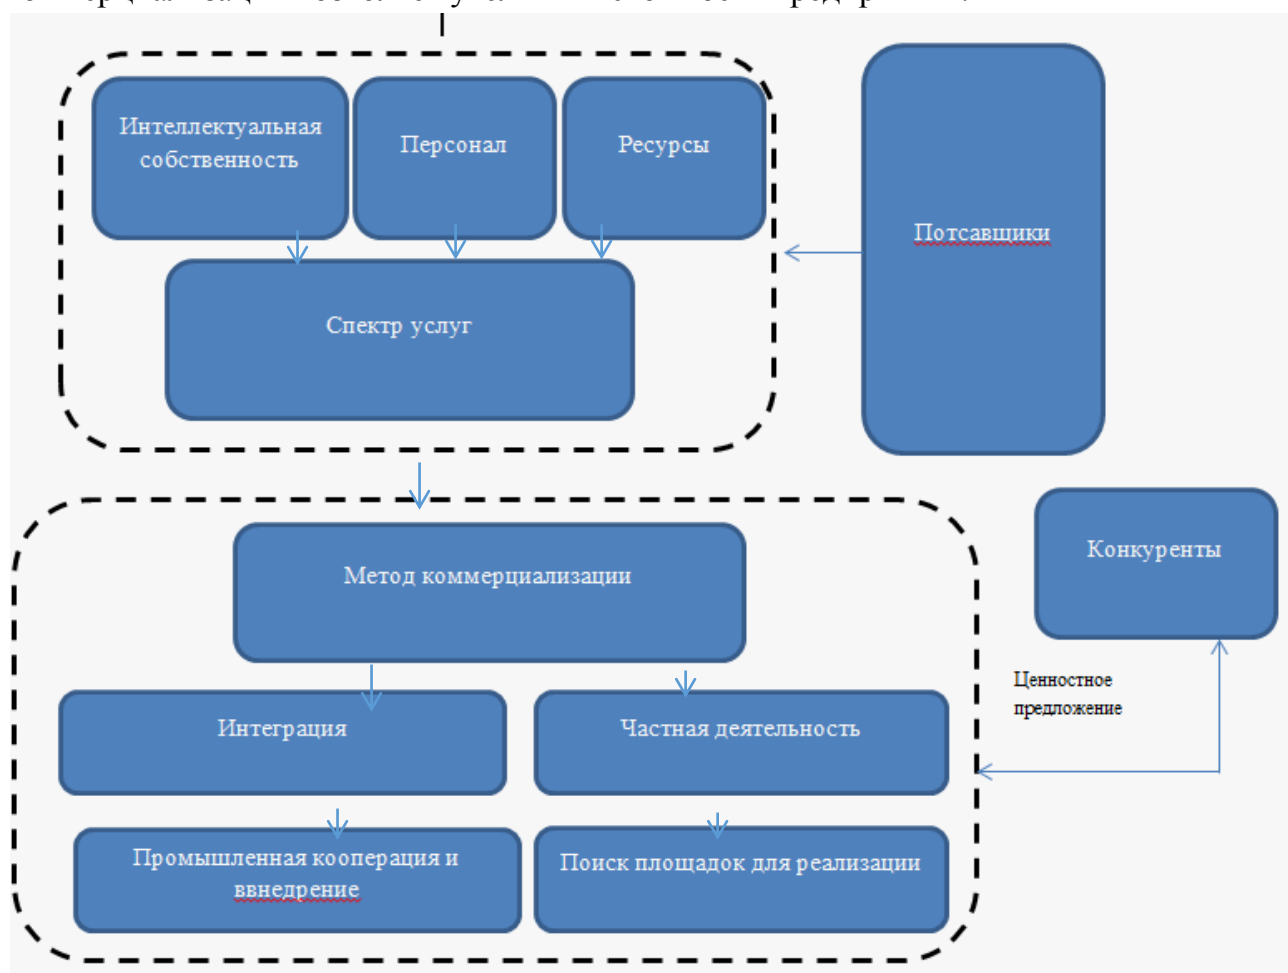 Интеллектуальная
собственность
Персонал
Ресурсы
Потсавщики
Спектр услуг
Метод коммерциализации
Конкуренты
Интеграция
Частная деятельность
Ценностное
предложение
Промышленная кооперация и
ввнедрение
Поиск площадок для реализации